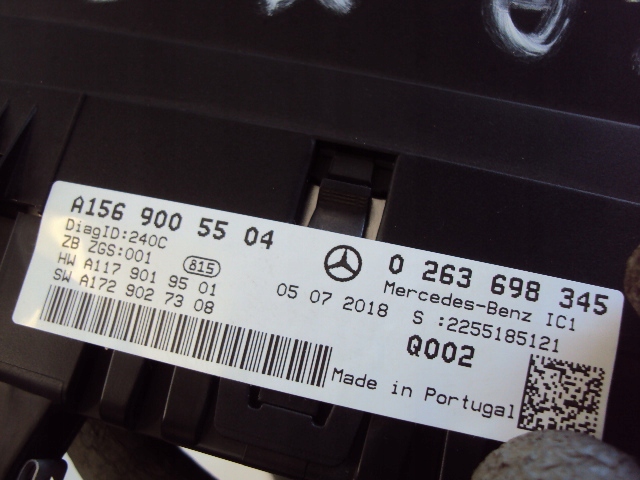 A156 900 55 04
DiagID:240C
ZB ZGS:001
HW A117 901 95 01
SW A172 902 73 08
815
05 07 2018
0 263 698 345
Mercedes-Benz IC1
S :2255185121
Q002
Made in Portugal